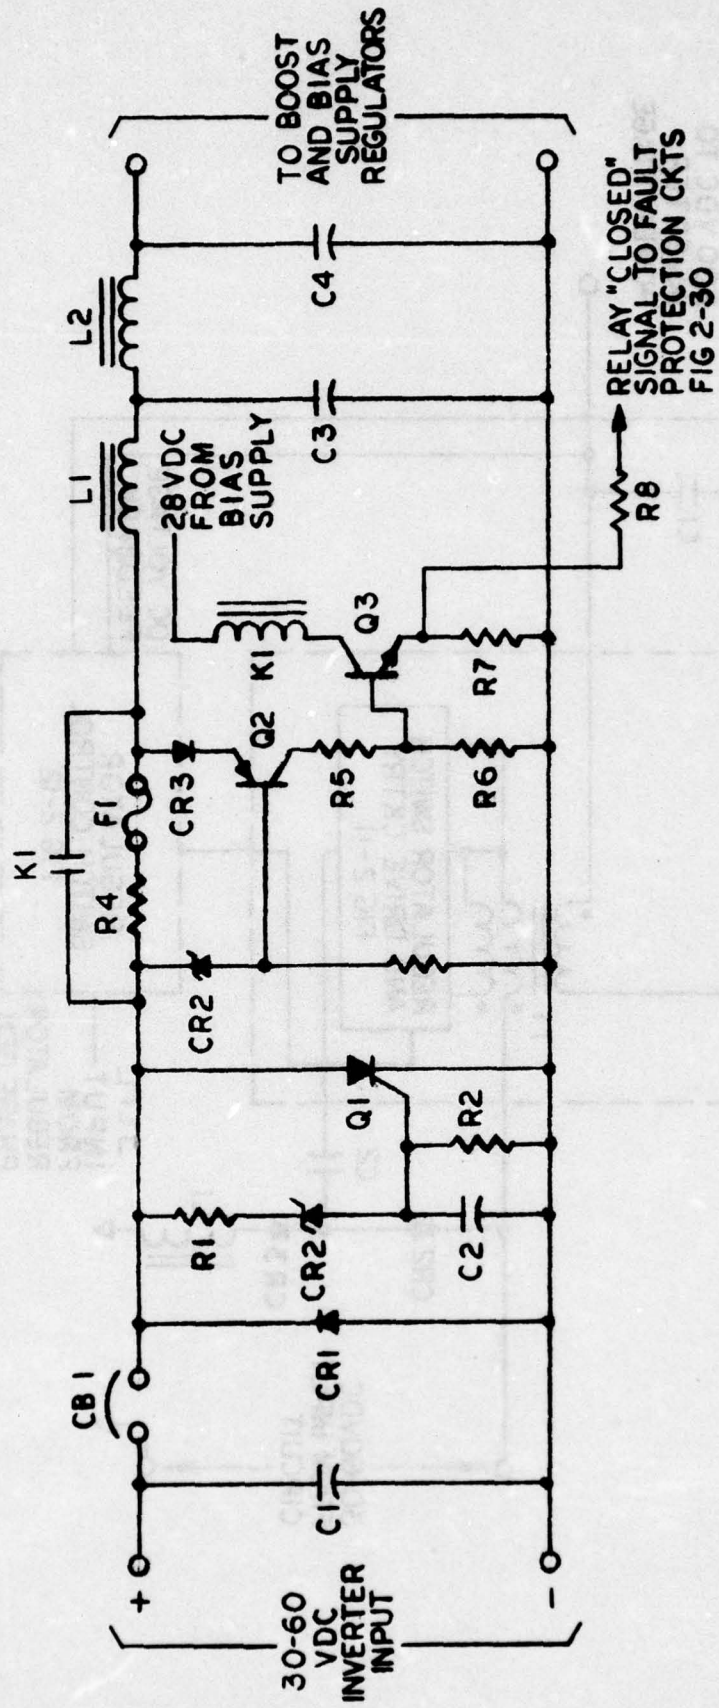 30-60
VDC
INVERTER
INPUT
+
-
C1
CB 1
CR1
R1
CR2
C2
R2
Q1
CR2
K1
R4
F1
CR3
Q2
R5
R6
28VDC
FROM
BIAS
SUPPLY
K1
Q3
R7
L1
L2
C3
C4
TO BOOST
AND BIAS
SUPPLY
REGULATORS
R8
RELAY "CLOSED"
SIGNAL TO FAULT
PROTECTION CKTS
FIG 2-30